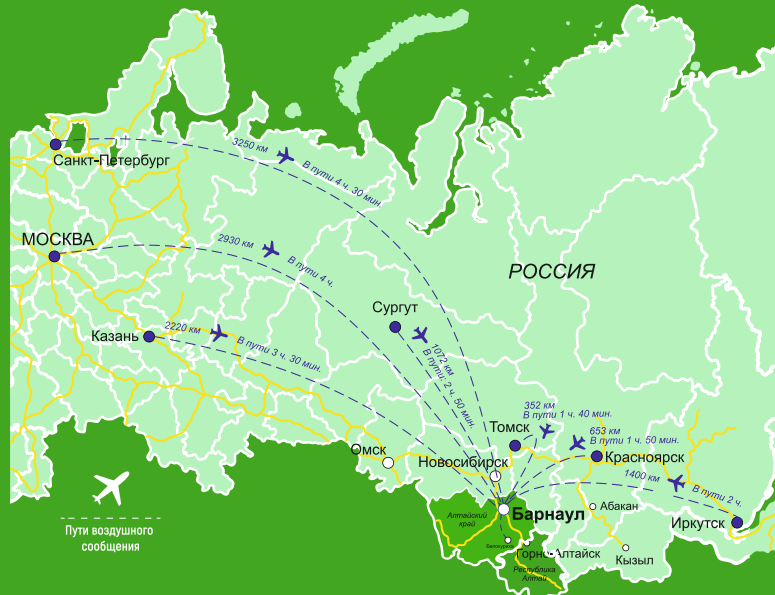 3250 км
В пути 4 ч. 30 мин.
Санкт-Петербург
МОСКВА
2930 км
В пути 4 ч.
РОССИЯ
Сургут
Казань
2220 км
В пути 3 ч. 30 мин.
1072 км
В пути: 2 ч. 50 мин.
352 км
В пути 1 ч. 40 мин.
Томск
653 км
В пути 1 ч. 50 мин.
Омск
Новосибирск
Красноярск
1400 км
В пути 2 ч.
Барнаул
Абакан
Иркутск
Алтайский
край
Пути воздушного
сообщения
Горно-Алтайск
Кызыл
Республика
Алтай